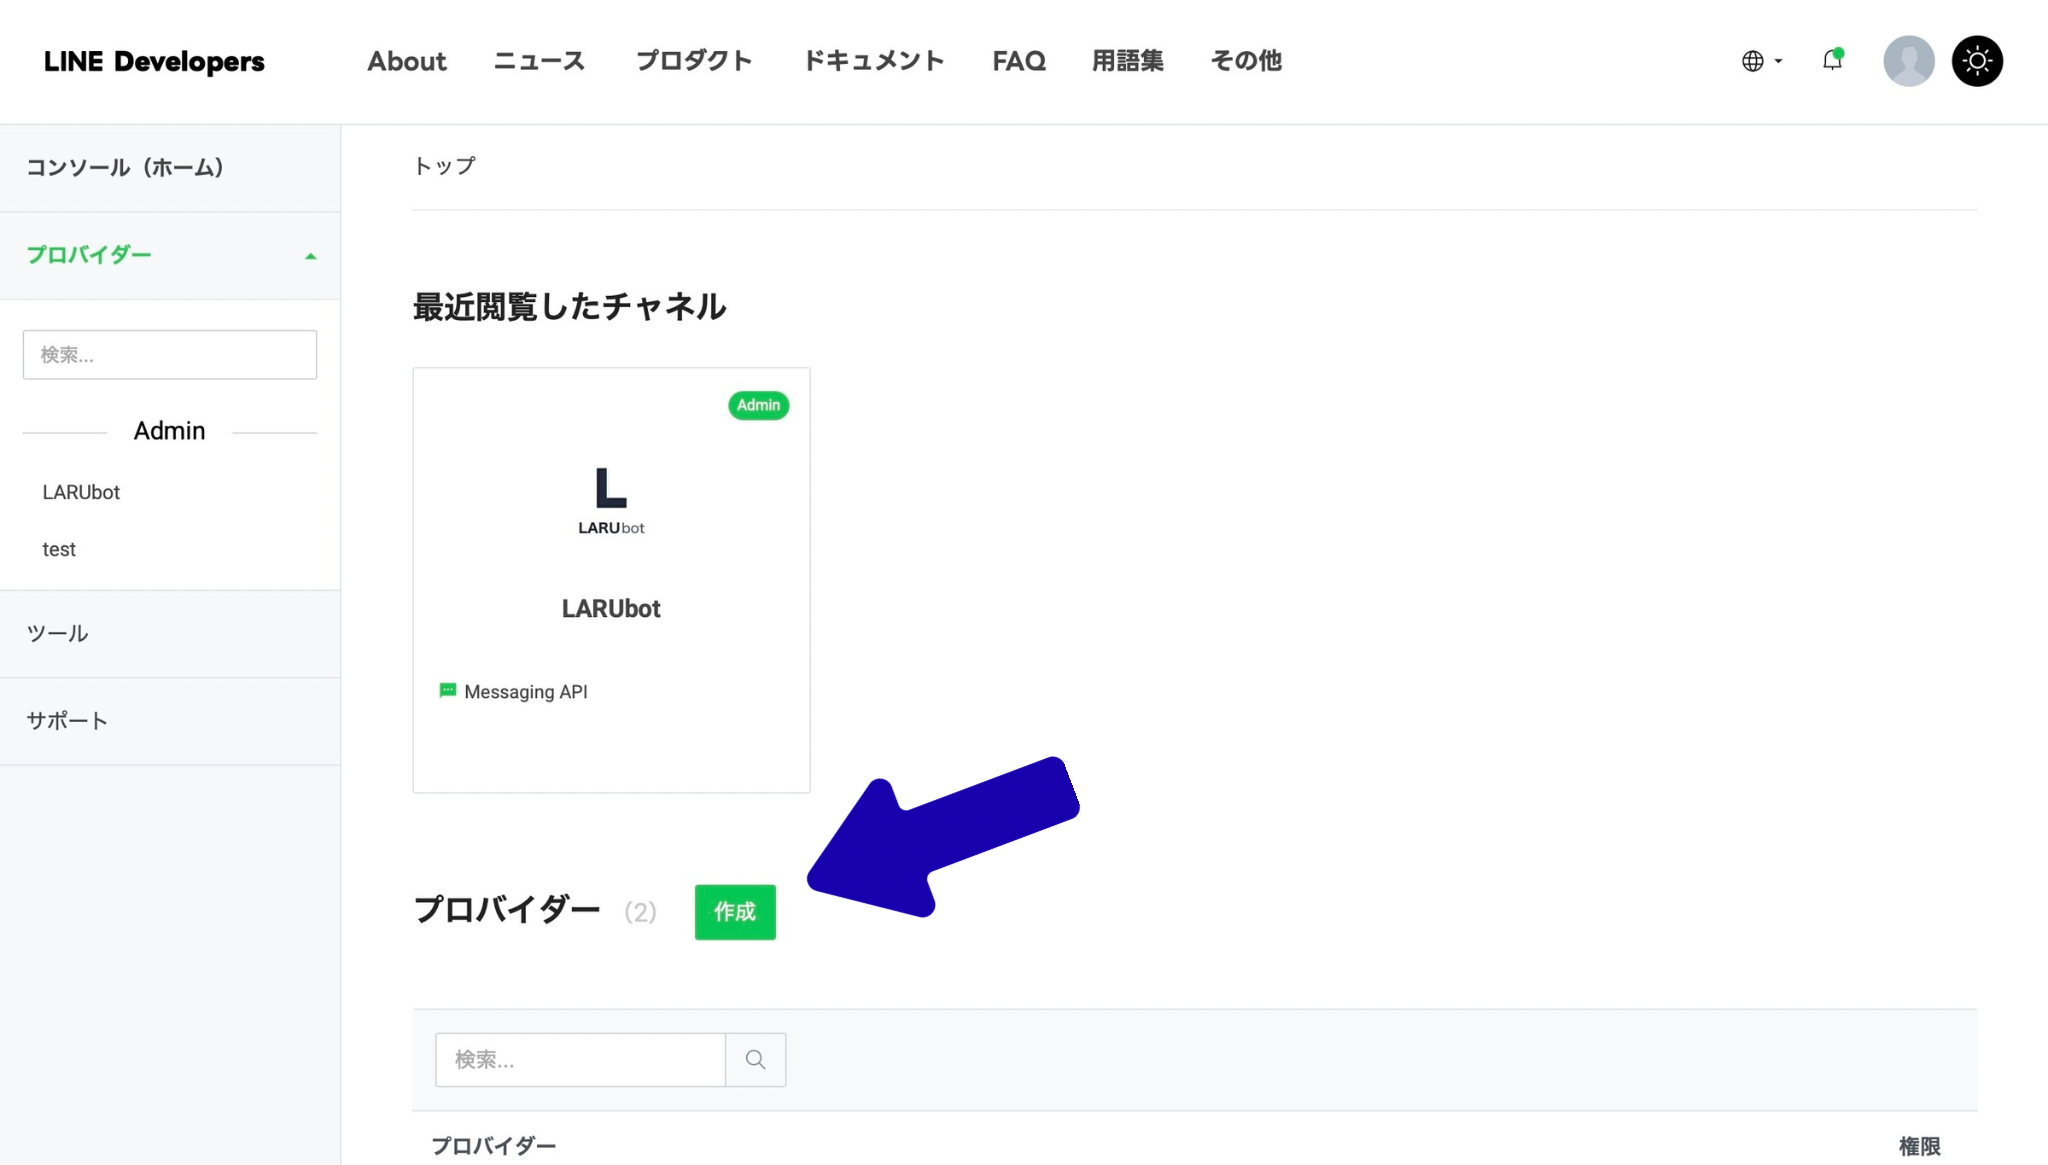 LINE Developers
About ニュース プロダクト ドキュメント FAQ 用語集 その他
コンソール（ホーム）
プロバイダー
検索...
Admin
LARUbot
test
ツール
サポート
トップ
最近閲覧したチャネル
Admin
L
LARUbot
LARUbot
Messaging API
プロバイダー (2) 作成
検索...
プロバイダー 権限